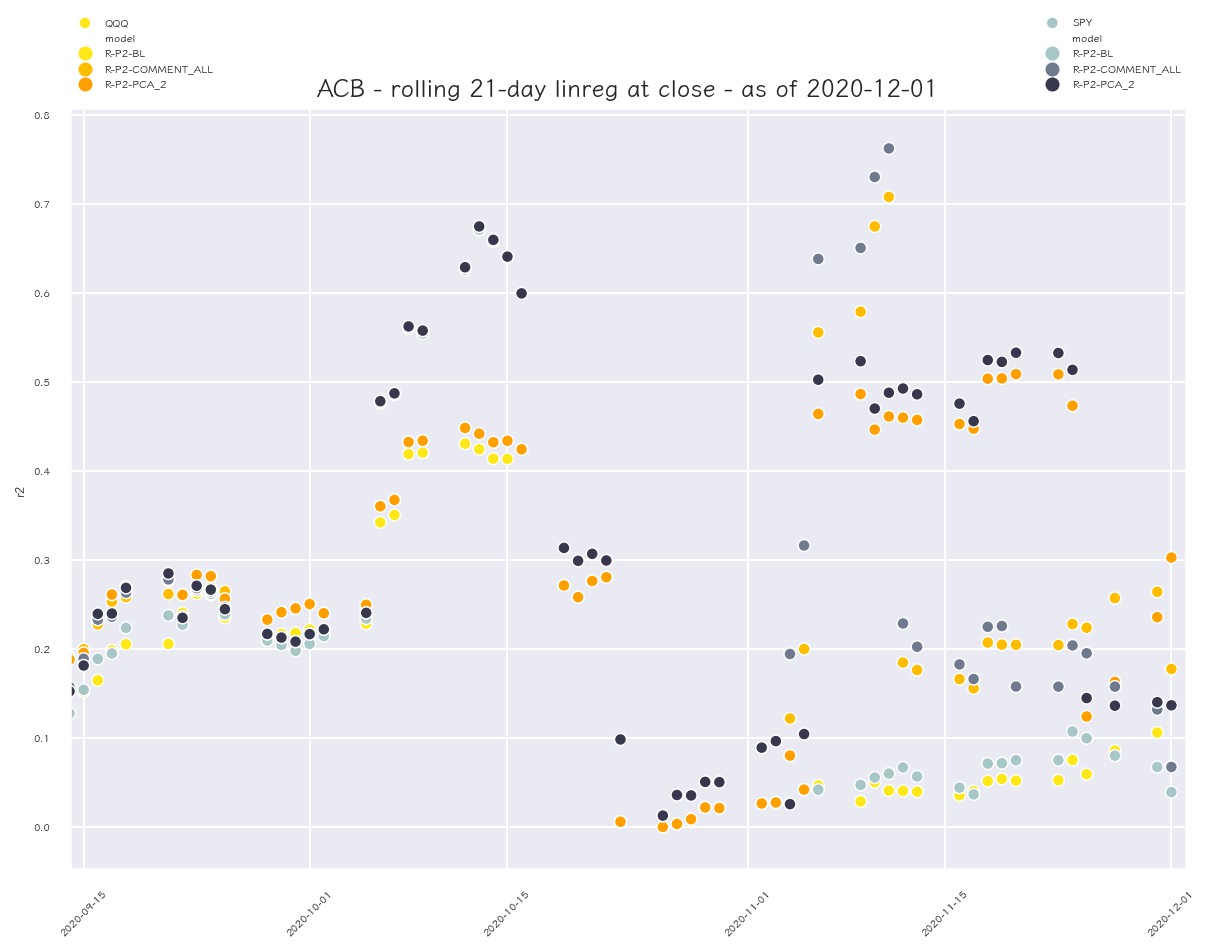 QQQ
model
R-P2-BL
R-P2-COMMENT_ALL
R-P2-PCA_2
SPY
model
R-P2-BL
R-P2-COMMENT_ALL
R-P2-PCA_2
ACB - rolling 21-day linreg at close - as of 2020-12-01
0.8
0.7
0.6
0.5
0.4
0.3
0.2
0.1
0.0
r2
2020-09-15
2020-10-01
2020-10-15
2020-11-01
2020-11-15
2020-12-01